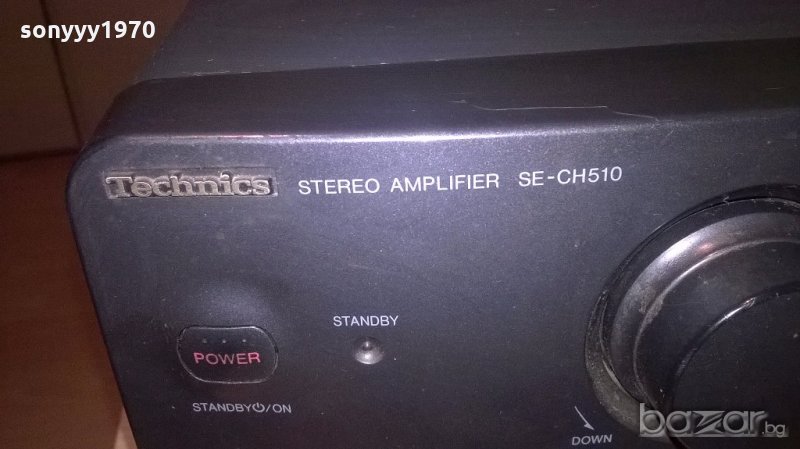 sonyyy1970
Technics STEREO AMPLIFIER SE-CH510
STANDBY
POWER
STANDBY⏻/ON
DOWN
bazar.bg